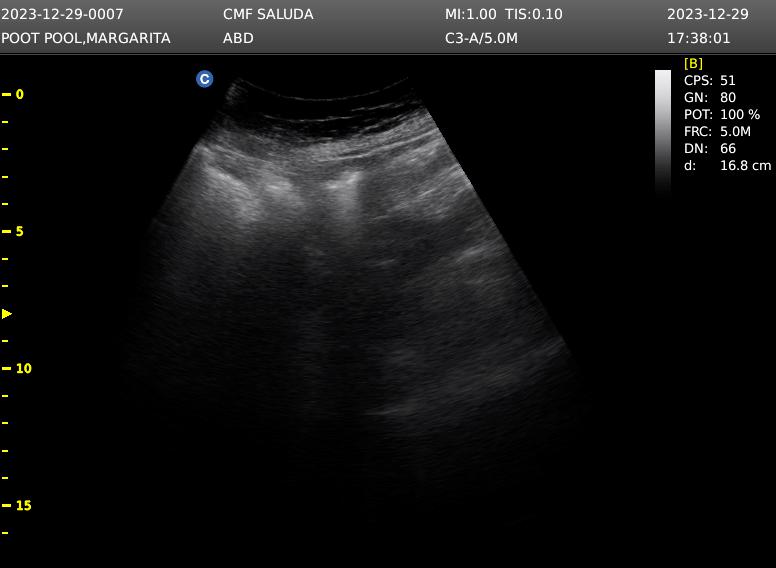 2023-12-29-0007 CMF SALUDA MI:1.00 TIS:0.10 2023-12-29
POOT POOL,MARGARITA ABD C3-A/5.0M 17:38:01
[B]
CPS: 51
GN: 80
POT: 100 %
FRC: 5.0M
DN: 66
d: 16.8 cm
C
0
5
10
15